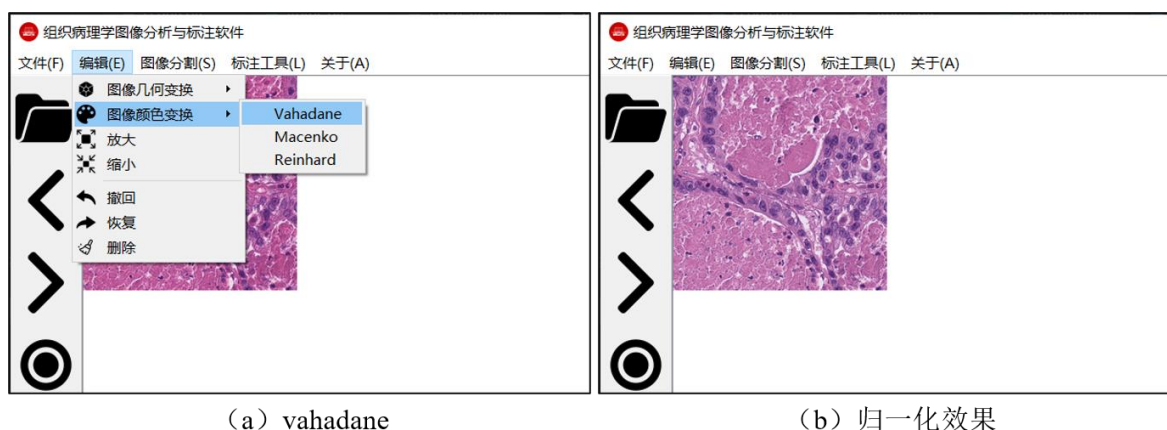 组织病理学图像分析与标注软件
文件(F) 编辑(E) 图像分割(S) 标注工具(L) 关于(A)
图像几何变换
图像颜色变换
放大
缩小
撤回
恢复
删除
Vahadane
Macenko
Reinhard
(a) vahadane
组织病理学图像分析与标注软件
文件(F) 编辑(E) 图像分割(S) 标注工具(L) 关于(A)
(b) 归一化效果